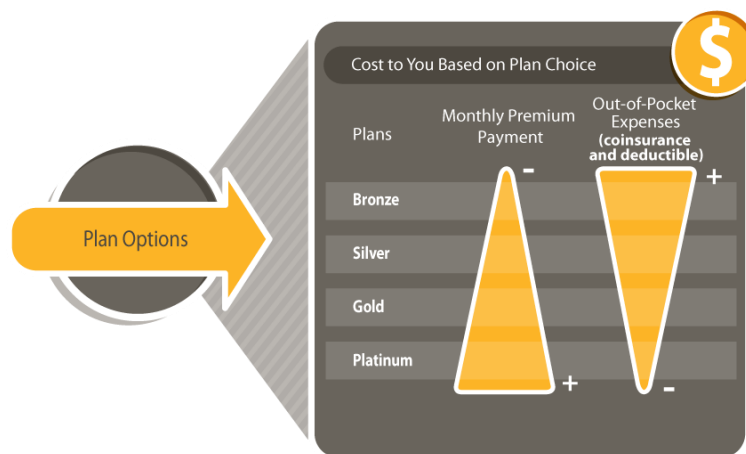 $
Cost to You Based on Plan Choice
Plans
Monthly Premium
Payment
Out-of-Pocket
Expenses
(coinsurance
and deductible)
- +
Bronze
Silver
Plan Options
Gold
Platinum
+ -